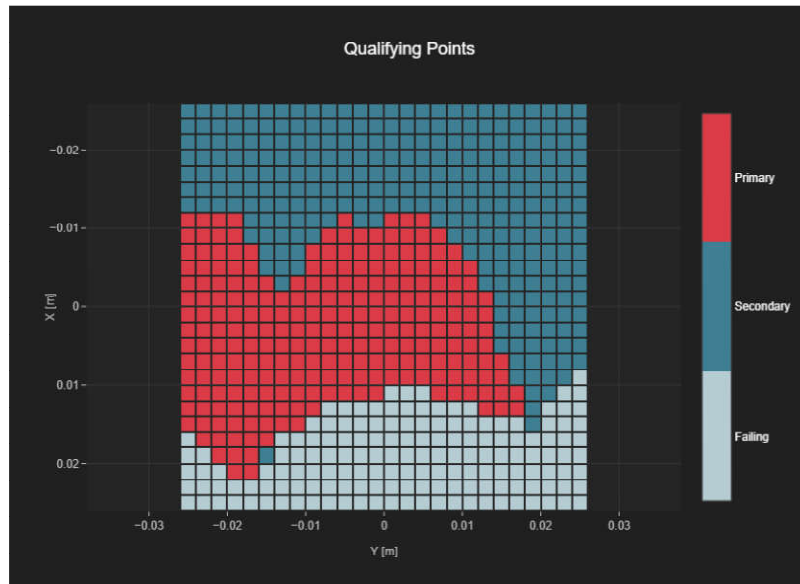 Qualifying Points
−0.02
−0.01
0
0.01
0.02
X [m]
−0.03
−0.02
−0.01
0
0.01
0.02
0.03
Y [m]
Primary
Secondary
Failing